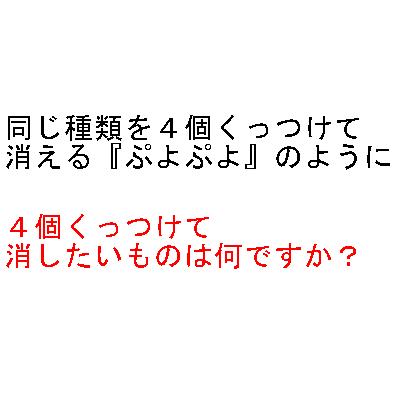 同じ種類を４個くっつけて
消える『ぷよぷよ』のように
４個くっつけて
消したいものは何ですか？